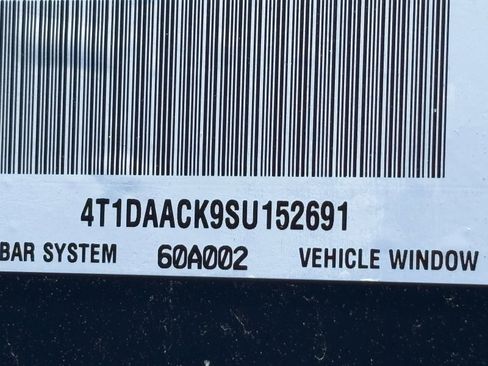 4T1DAACK9SU152691
BAR SYSTEM 60A002 VEHICLE WINDOW